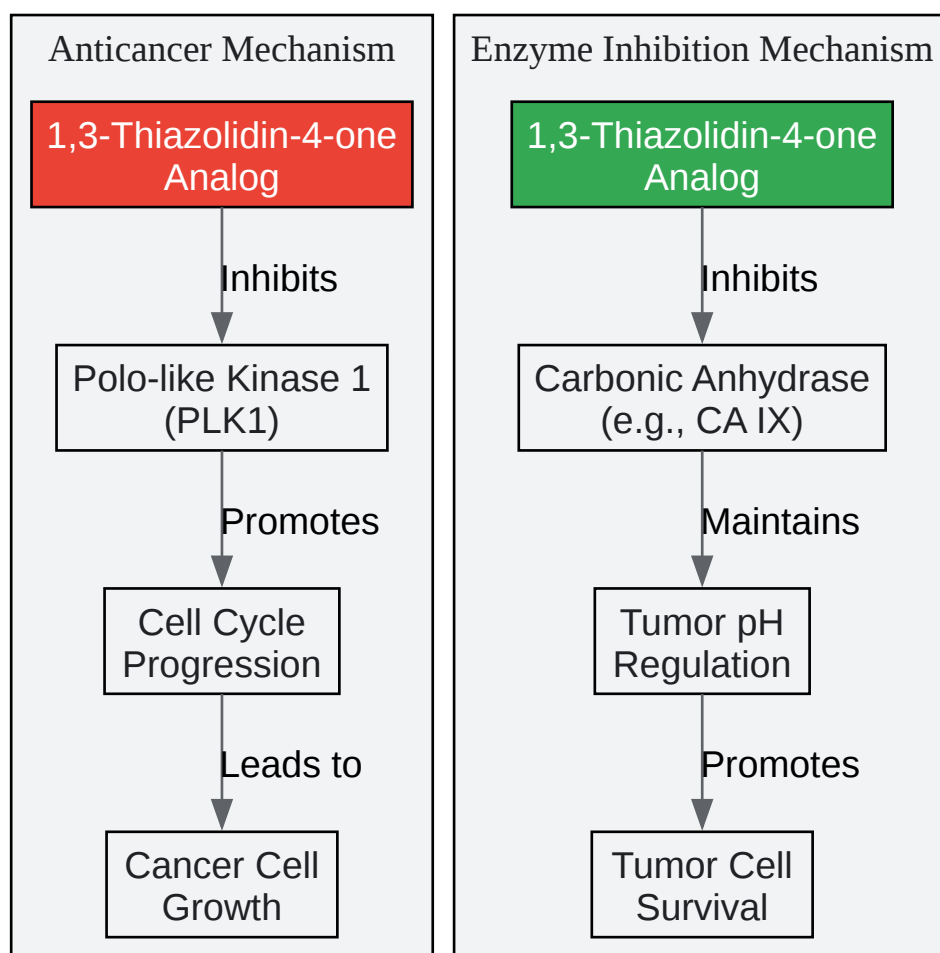 Anticancer Mechanism
1,3-Thiazolidin-4-one
Analog
Inhibits
Polo-like Kinase 1
(PLK1)
Promotes
Cell Cycle
Progression
Leads to
Cancer Cell
Growth
Enzyme Inhibition Mechanism
1,3-Thiazolidin-4-one
Analog
Inhibits
Carbonic Anhydrase
(e.g., CA IX)
Maintains
Tumor pH
Regulation
Promotes
Tumor Cell
Survival